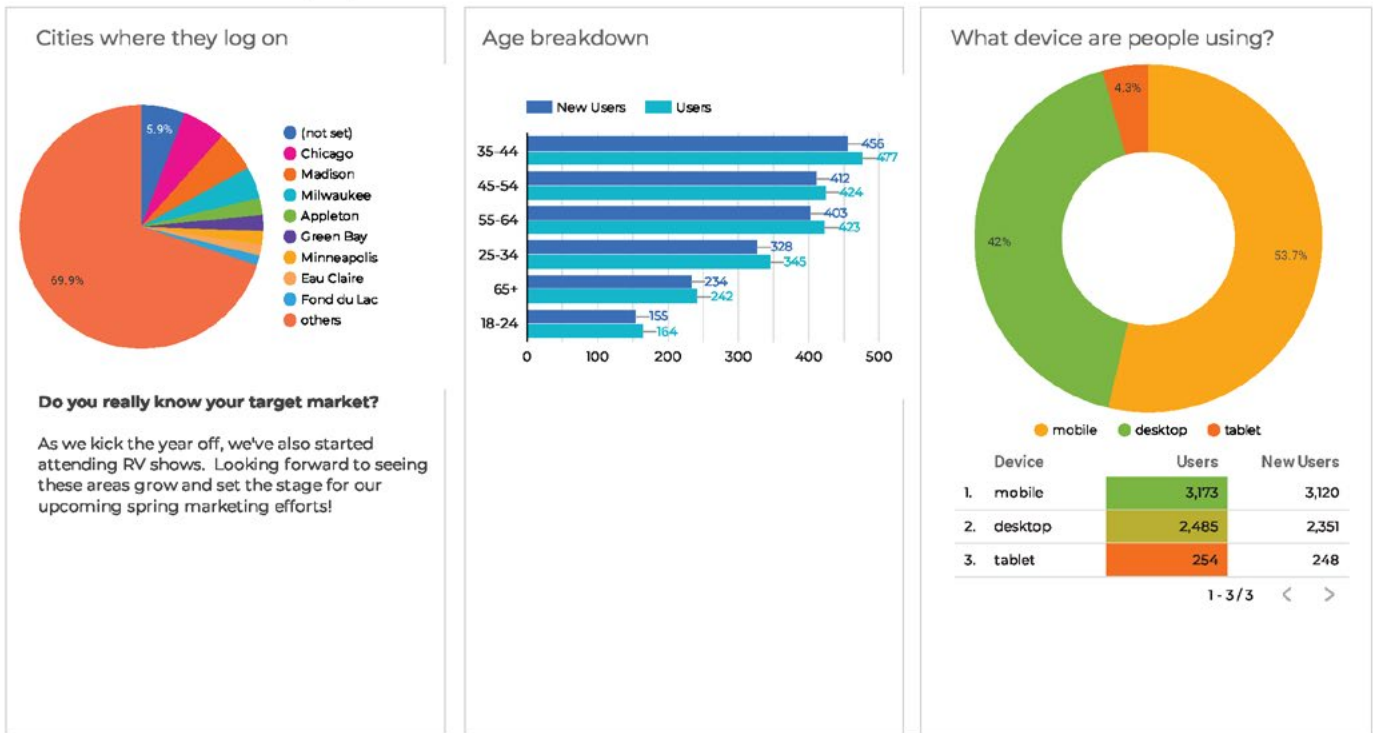 Cities where they log on
5.9%
69.9%
(not set)
Chicago
Madison
Milwaukee
Appleton
Green Bay
Minneapolis
Eau Claire
Fond du Lac
others
Do you really know your target market?
As we kick the year off, we've also started
attending RV shows. Looking forward to seeing
these areas grow and set the stage for our
upcoming spring marketing efforts!
Age breakdown
New Users Users
35-44 456
477
45-54 412
424
55-64 403
423
25-34 328
345
65+ 234
242
18-24 155
164
0 100 200 300 400 500
What device are people using?
4.3%
42%
53.7%
mobile desktop tablet
Device Users New Users
1. mobile 3,173 3,120
2. desktop 2,485 2,351
3. tablet 254 248
1 - 3 / 3 < >